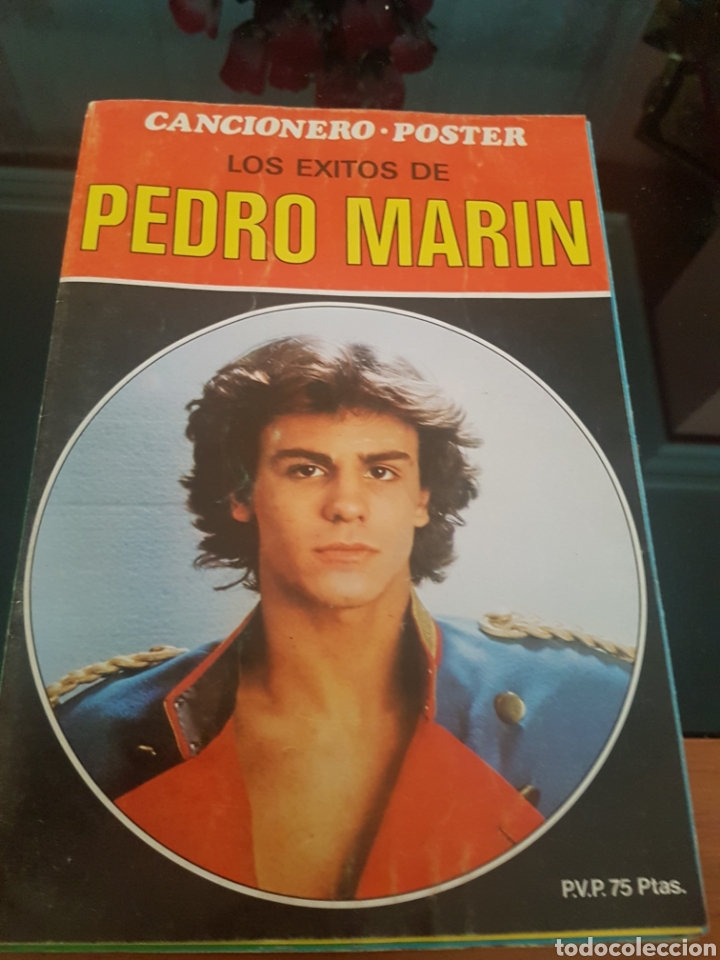 CANCIONERO · POSTER
LOS EXITOS DE
PEDRO MARIN
P.V.P. 75 Ptas.
todocoleccion